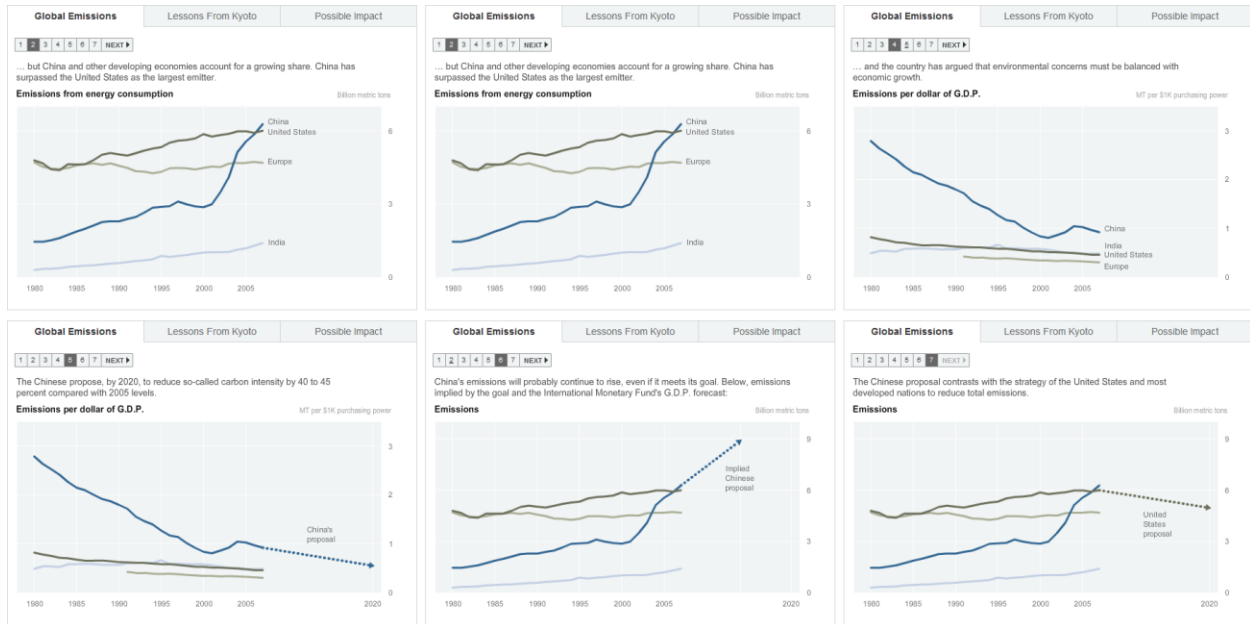 Global Emissions
Lessons From Kyoto
Possible Impact
1 2 3 4 5 6 7 NEXT
... but China and other developing economies account for a growing share. China has
surpassed the United States as the largest emitter.
Emissions from energy consumption
Billion metric tons
China
United States
Europe
India
6
3
0
1980 1985 1990 1995 2000 2005
Global Emissions
Lessons From Kyoto
Possible Impact
1 2 3 4 5 6 7 NEXT
... but China and other developing economies account for a growing share. China has
surpassed the United States as the largest emitter.
Emissions from energy consumption
Billion metric tons
China
United States
Europe
India
6
3
0
1980 1985 1990 1995 2000 2005
Global Emissions
Lessons From Kyoto
Possible Impact
1 2 3 4 5 6 7 NEXT
... and the country has argued that environmental concerns must be balanced with
economic growth.
Emissions per dollar of G.D.P.
MT per $1K purchasing power
3
2
China
1
India
United States
Europe
0
1980 1985 1990 1995 2000 2005
Global Emissions
Lessons From Kyoto
Possible Impact
1 2 3 4 5 6 7 NEXT
The Chinese propose, by 2020, to reduce so-called carbon intensity by 40 to 45
percent compared with 2005 levels.
Emissions per dollar of G.D.P.
MT per $1K purchasing power
3
2
China's
proposal
1
0
1980 1985 1990 1995 2000 2005 2020
Global Emissions
Lessons From Kyoto
Possible Impact
1 2 3 4 5 6 7 NEXT
China's emissions will probably continue to rise, even if it meets its goal. Below, emissions
implied by the goal and the International Monetary Fund's G.D.P. forecast:
Emissions
Billion metric tons
9
Implied
Chinese
proposal
6
3
0
1980 1985 1990 1995 2000 2005 2020
Global Emissions
Lessons From Kyoto
Possible Impact
1 2 3 4 5 6 7 NEXT
The Chinese proposal contrasts with the strategy of the United States and most
developed nations to reduce total emissions.
Emissions
Billion metric tons
9
6
United
States
proposal
3
0
1980 1985 1990 1995 2000 2005 2020